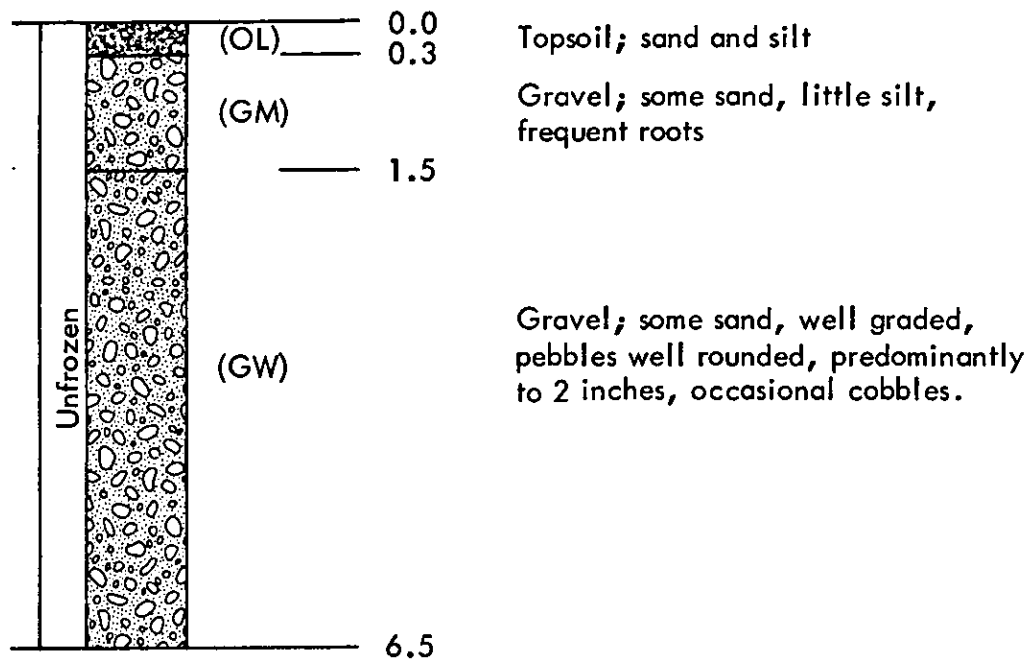 0.0
(OL)
0.3
Topsoil; sand and silt
(GM)
Gravel; some sand, little silt,
frequent roots
1.5
Unfrozen
(GW)
Gravel; some sand, well graded,
pebbles well rounded, predominantly
to 2 inches, occasional cobbles.
6.5